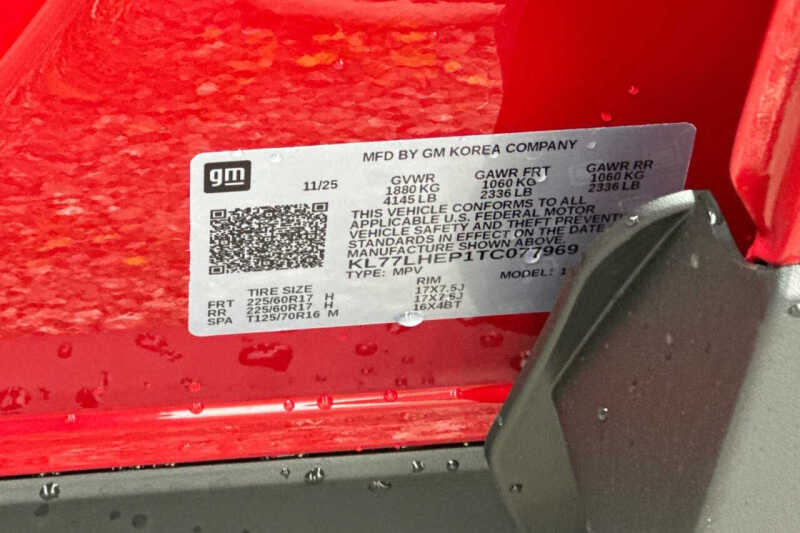 MFD BY GM KOREA COMPANY
gm
11/25
GVWR GAWR FRT GAWR RR
1880 KG 1060 KG 1060 KG
4145 LB 2336 LB 2336 LB
THIS VEHICLE CONFORMS TO ALL
APPLICABLE U.S. FEDERAL MOTOR
VEHICLE SAFETY AND THEFT PREVENTI
STANDARDS IN EFFECT ON THE DATE
MANUFACTURE SHOWN ABOVE.
KL77LHEP1TC077969
TYPE: MPV MODEL: 1
TIRE SIZE RIM
FRT 225/60R17 H 17X7.5J
RR 225/60R17 H 17X7.5J
SPA T125/70R16 M 16X4BT